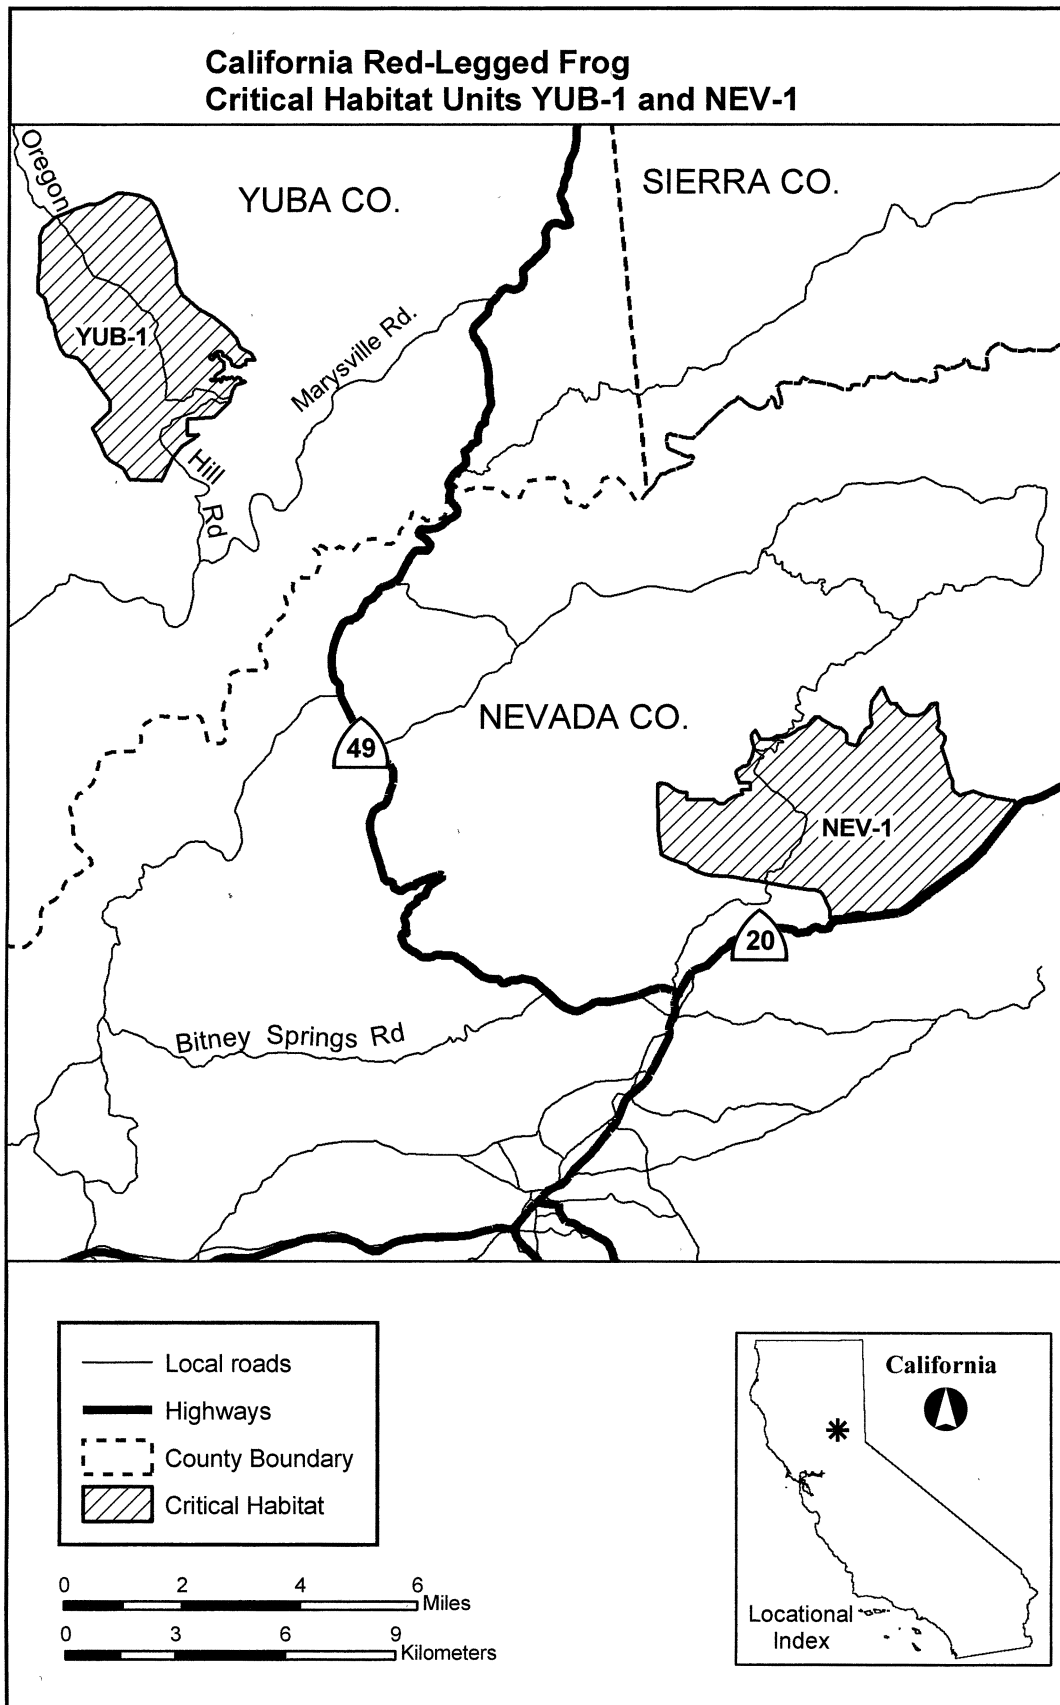 California Red-Legged Frog
Critical Habitat Units YUB-1 and NEV-1
Oregon
YUBA CO.
SIERRA CO.
YUB-1
Marysville Rd.
Hill
Rd
NEVADA CO.
49
NEV-1
20
Bitney Springs Rd
Local roads
Highways
County Boundary
Critical Habitat
0 2 4 6
Miles
0 3 6 9
Kilometers
California
Locational
Index